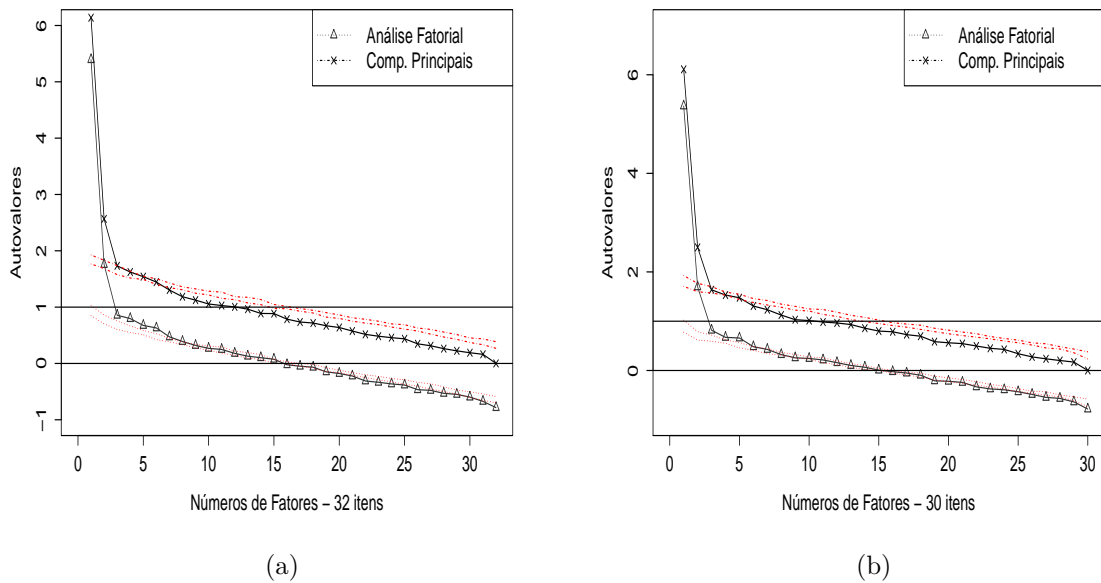 Análise Fatorial
Comp. Principais
Autovalores
6
5
4
3
2
1
0
−1
0 5 10 15 20 25 30
Números de Fatores − 32 itens
(a)
Análise Fatorial
Comp. Principais
Autovalores
6
4
2
0
0 5 10 15 20 25 30
Números de Fatores − 30 itens
(b)